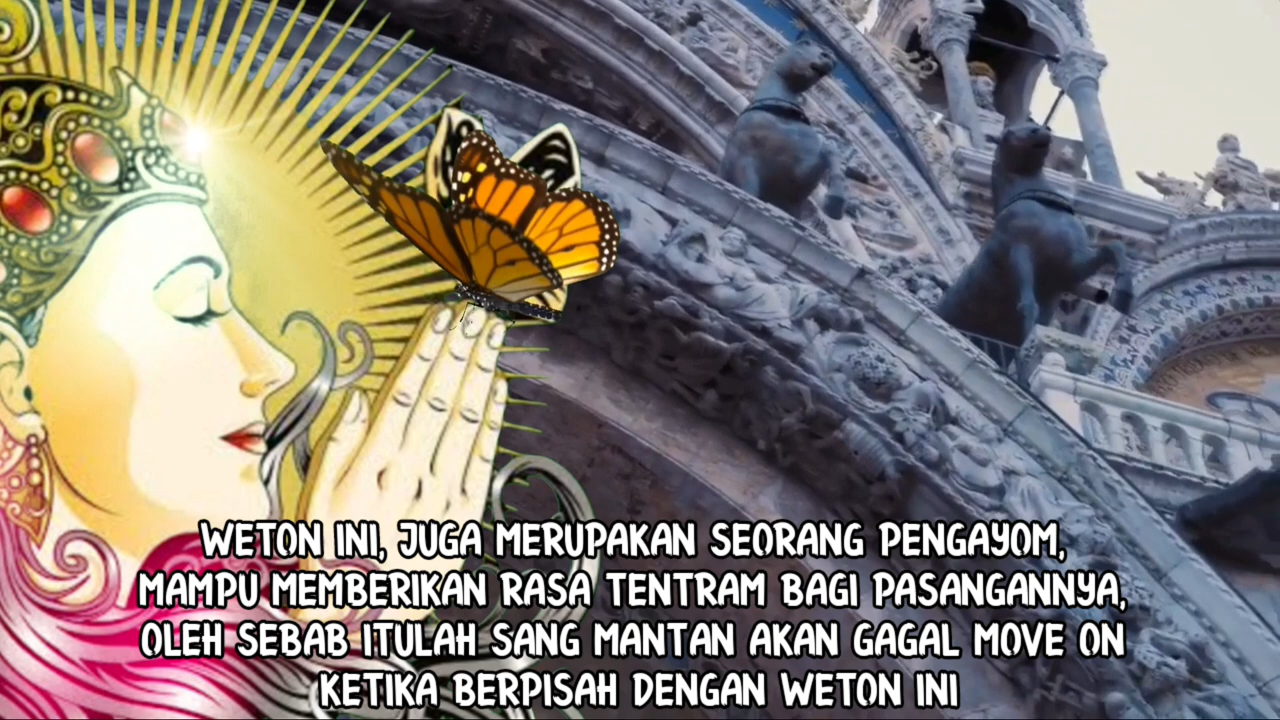 WETON INI, JUGA MERUPAKAN SEORANG PENGAYOM,
MAMPU MEMBERIKAN RASA TENTRAM BAGI PASANGANNYA,
OLEH SEBAB ITULAH SANG MANTAN AKAN GAGAL MOVE ON
KETIKA BERPISAH DENGAN WETON INI